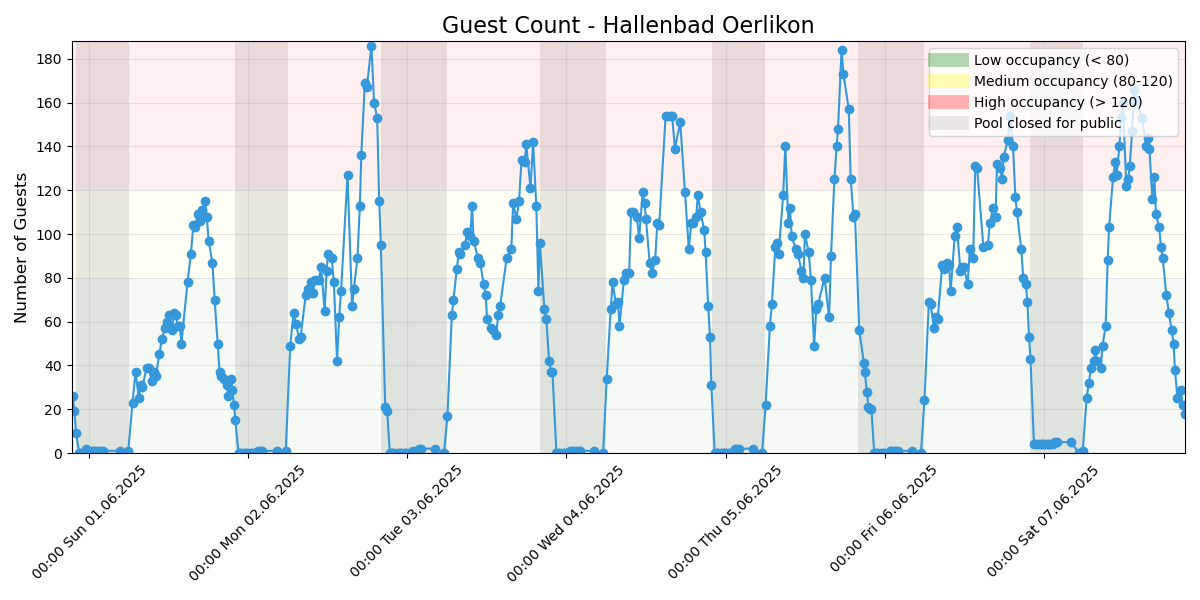 Guest Count - Hallenbad Oerlikon
Number of Guests
180
160
140
120
100
80
60
40
20
0
Low occupancy (< 80)
Medium occupancy (80-120)
High occupancy (> 120)
Pool closed for public
00:00 Sun 01.06.2025
00:00 Mon 02.06.2025
00:00 Tue 03.06.2025
00:00 Wed 04.06.2025
00:00 Thu 05.06.2025
00:00 Fri 06.06.2025
00:00 Sat 07.06.2025